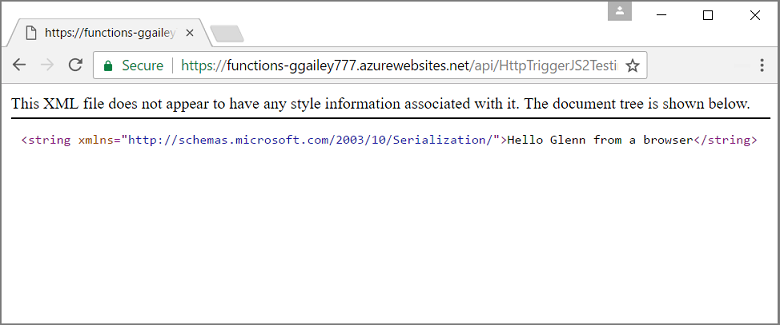 https://functions-ggailey
Secure
https://functions-ggailey777.azurewebsites.net/api/HttpTriggerJS2Testi
This XML file does not appear to have any style information associated with it. The document tree is shown below.
<string xmlns="http://schemas.microsoft.com/2003/10/Serialization/">Hello Glenn from a browser</string>